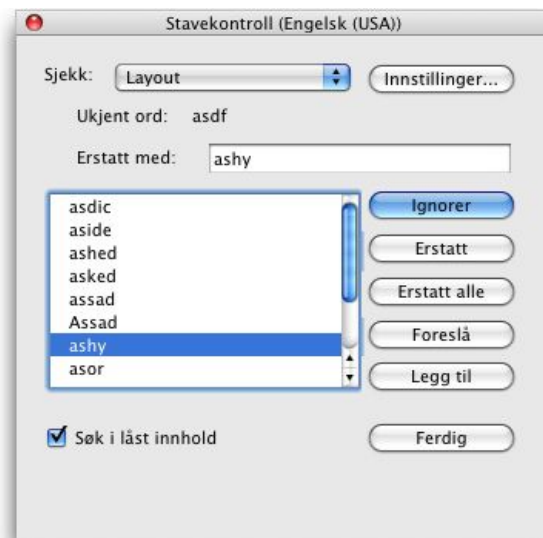 Stavekontroll (Engelsk (USA))
Sjekk: Layout Innstillinger...
Ukjent ord: asdf
Erstatt med: ashy
asdic
aside
ashed
asked
assad
Assad
ashy
asor
Ignorer
Erstatt
Erstatt alle
Foreslå
Legg til
Søk i låst innhold
Ferdig